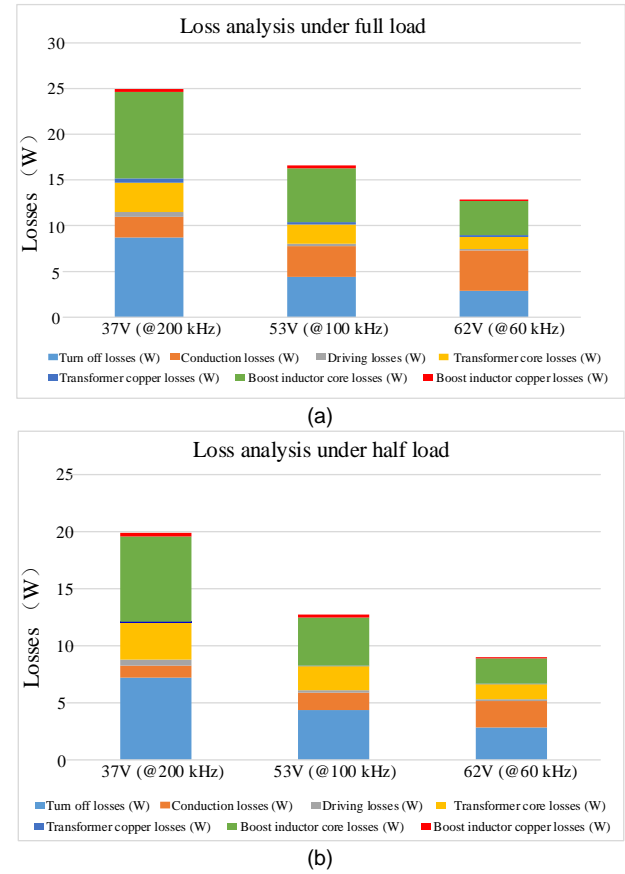 Loss analysis under full load
30
25
20
15
10
5
0
Losses （W）
37V (@200 kHz) 53V (@100 kHz) 62V (@60 kHz)
Turn off losses (W) Conduction losses (W) Driving losses (W) Transformer core losses (W)
Transformer copper losses (W) Boost inductor core losses (W) Boost inductor copper losses (W)
(a)
Loss analysis under half load
25
20
15
10
5
0
Losses （W）
37V (@200 kHz) 53V (@100 kHz) 62V (@60 kHz)
Turn off losses (W) Conduction losses (W) Driving losses (W) Transformer core losses (W)
Transformer copper losses (W) Boost inductor core losses (W) Boost inductor copper losses (W)
(b)